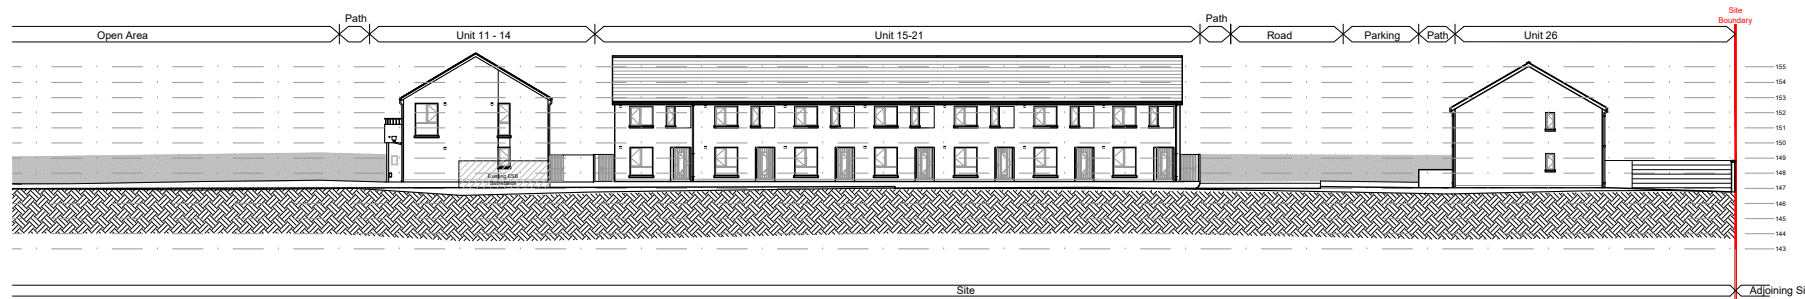 Site
Boundary
Path
Path
Open Area
Unit 11 - 14
Unit 15-21
Road
Parking
Path
Unit 26
155
154
153
152
151
150
149
148
147
146
145
144
143
Existing ESB
Substation
Site
Adjoining Si